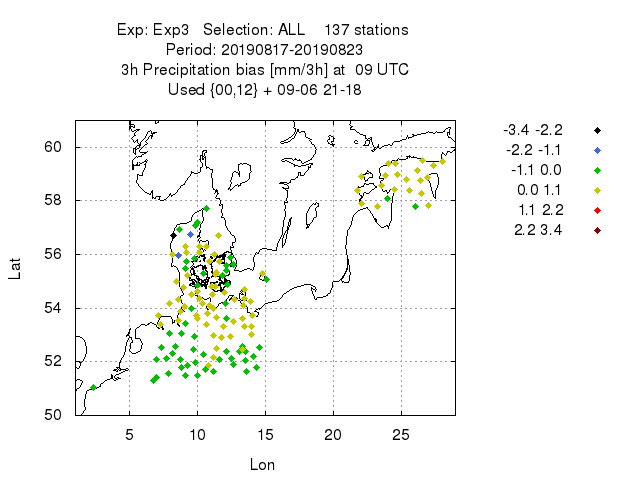 Exp: Exp3 Selection: ALL 137 stations
Period: 20190817-20190823
3h Precipitation bias [mm/3h] at 09 UTC
Used {00,12} + 09-06 21-18
-3.4 -2.2
-2.2 -1.1
-1.1 0.0
0.0 1.1
1.1 2.2
2.2 3.4
Lat
60
58
56
54
52
50
5 10 15 20 25
Lon